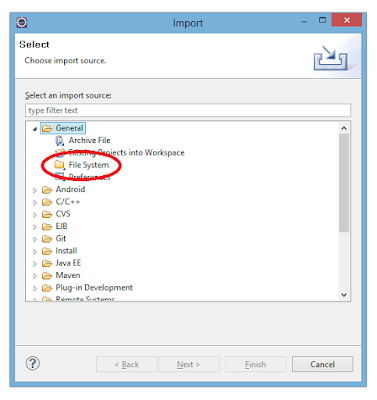 Import
Select
Choose import source.
Select an import source:
type filter text
General
Archive File
Existing Projects into Workspace
File System
Preferences
Android
C/C++
CVS
EJB
Git
Install
Java EE
Maven
Plug-in Development
Remote Systems
? < Back Next > Finish Cancel